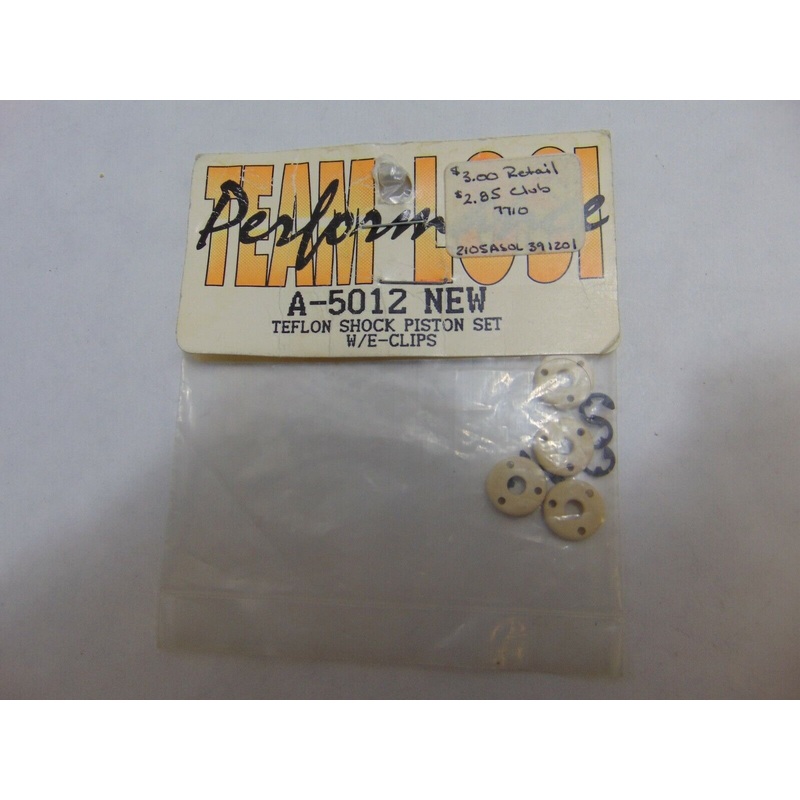 TEAM LOSI
Performance
$3.00 Retail
$2.85 Club
7710
2105ASOL 391201
A-5012 NEW
TEFLON SHOCK PISTON SET
W/E-CLIPS